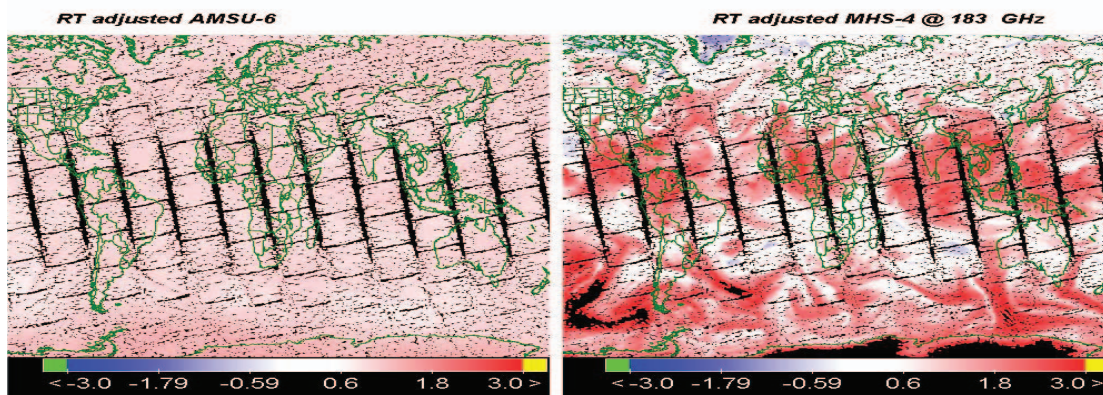 RT adjusted AMSU-6
RT adjusted MHS-4 @ 183 GHz
< -3.0 -1.79 -0.59 0.6 1.8 3.0 >
< -3.0 -1.79 -0.59 0.6 1.8 3.0 >